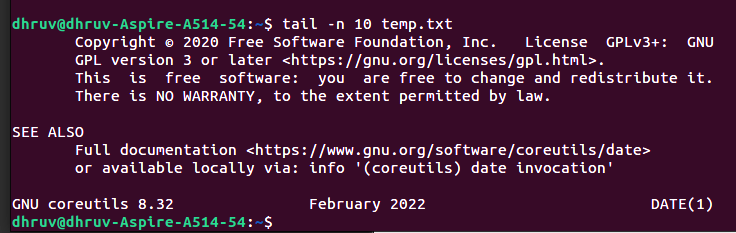 dhruv@dhruv-Aspire-A514-54:~$ tail -n 10 temp.txt
Copyright © 2020 Free Software Foundation, Inc. License GPLv3+: GNU
GPL version 3 or later <https://gnu.org/licenses/gpl.html>.
This is free software: you are free to change and redistribute it.
There is NO WARRANTY, to the extent permitted by law.
SEE ALSO
Full documentation <https://www.gnu.org/software/coreutils/date>
or available locally via: info '(coreutils) date invocation'
GNU coreutils 8.32 February 2022 DATE(1)
dhruv@dhruv-Aspire-A514-54:~$